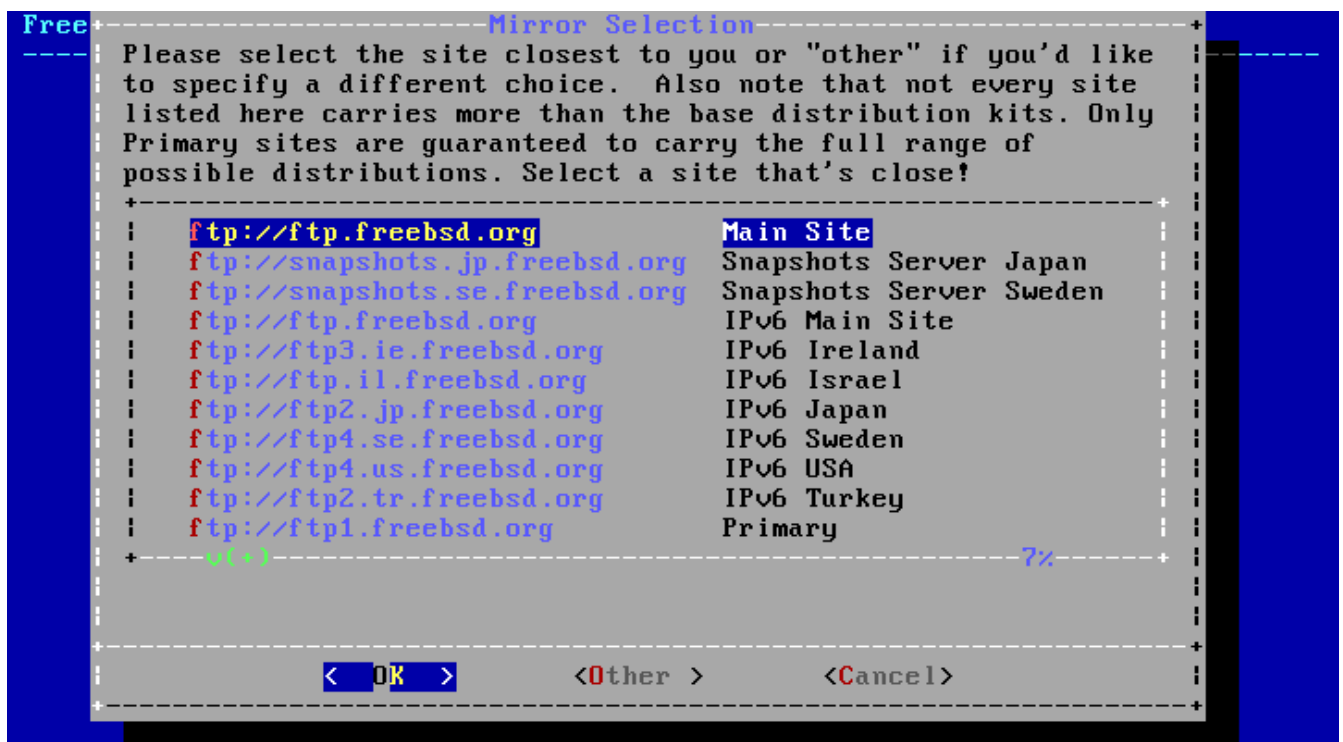 Free
Mirror Selection
Please select the site closest to you or "other" if you'd like
to specify a different choice.  Also note that not every site
listed here carries more than the base distribution kits. Only
Primary sites are guaranteed to carry the full range of
possible distributions. Select a site that's close!
ftp://ftp.freebsd.org Main Site
ftp://snapshots.jp.freebsd.org Snapshots Server Japan
ftp://snapshots.se.freebsd.org Snapshots Server Sweden
ftp://ftp.freebsd.org IPv6 Main Site
ftp://ftp3.ie.freebsd.org IPv6 Ireland
ftp://ftp.il.freebsd.org IPv6 Israel
ftp://ftp2.jp.freebsd.org IPv6 Japan
ftp://ftp4.se.freebsd.org IPv6 Sweden
ftp://ftp4.us.freebsd.org IPv6 USA
ftp://ftp2.tr.freebsd.org IPv6 Turkey
ftp://ftp1.freebsd.org Primary
v(+) 7%
< OK > <Other > <Cancel>